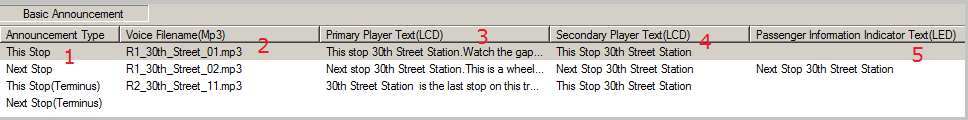 Basic Announcement
Announcement Type Voice Filename(Mp3) Primary Player Text(LCD) Secondary Player Text(LCD) Passenger Information Indicator Text(LED)
This Stop R1_30th_Street_01.mp3 This stop 30th Street Station.Watch the gap... This Stop 30th Street Station
1 2 3 4 5
Next Stop R1_30th_Street_02.mp3 Next stop 30th Street Station.This is a wheel... Next Stop 30th Street Station Next Stop 30th Street Station
This Stop(Terminus) R2_30th_Street_11.mp3 30th Street Station  is the last stop on this tr... This Stop 30th Street Station
Next Stop(Terminus)